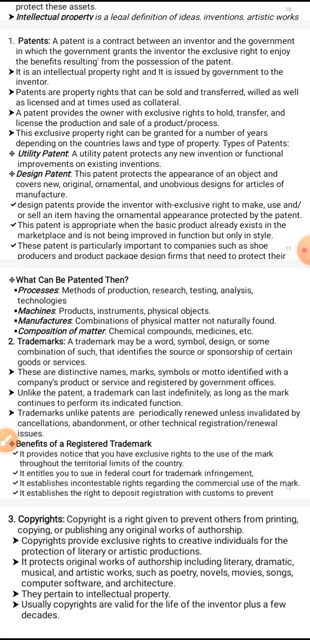 protect these assets.
➤ Intellectual property is a legal definition of ideas, inventions, artistic works
10
1. Patents: A patent is a contract between an inventor and the government
in which the government grants the inventor the exclusive right to enjoy
the benefits resulting' from the possession of the patent.
➤ It is an intellectual property right and It is issued by government to the
inventor.
➤ Patents are property rights that can be sold and transferred, willed as well
as licensed and at times used as collateral.
➤ A patent provides the owner with exclusive rights to hold, transfer, and
license the production and sale of a product/process.
➤ This exclusive property right can be granted for a number of years
depending on the countries laws and type of property. Types of Patents:
❖ Utility Patent: A utility patent protects any new invention or functional
improvements on existing inventions.
❖ Design Patent: This patent protects the appearance of an object and
covers new, original, ornamental, and unobvious designs for articles of
manufacture.
✓ design patents provide the inventor with-exclusive right to make, use and/
or sell an item having the ornamental appearance protected by the patent.
✓ This patent is appropriate when the basic product already exists in the
marketplace and is not being improved in function but only in style.
✓ These patent is particularly important to companies such as shoe
11
producers and product package design firms that need to protect their
❖ What Can Be Patented Then?
▪ Processes: Methods of production, research, testing, analysis,
technologies
▪ Machines: Products, instruments, physical objects.
▪ Manufactures: Combinations of physical matter not naturally found.
▪ Composition of matter: Chemical compounds, medicines, etc.
2. Trademarks: A trademark may be a word, symbol, design, or some
combination of such, that identifies the source or sponsorship of certain
goods or services.
➤ These are distinctive names, marks, symbols or motto identified with a
company's product or service and registered by government offices.
➤ Unlike the patent, a trademark can last indefinitely, as long as the mark
continues to perform its indicated function.
➤ Trademarks unlike patents are periodically renewed unless invalidated by
cancellations, abandonment, or other technical registration/renewal
issues.
❖ Benefits of a Registered Trademark
✓ It provides notice that you have exclusive rights to the use of the mark
throughout the territorial limits of the country.
✓ It entitles you to sue in federal court for trademark infringement,
✓ It establishes incontestable rights regarding the commercial use of the mark.
✓ It establishes the right to deposit registration with customs to prevent
3. Copyrights: Copyright is a right given to prevent others from printing,
copying, or publishing any original works of authorship.
➤ Copyrights provide exclusive rights to creative individuals for the
protection of literary or artistic productions.
➤ It protects original works of authorship including literary, dramatic,
musical, and artistic works, such as poetry, novels, movies, songs,
computer software, and architecture.
➤ They pertain to intellectual property.
➤ Usually copyrights are valid for the life of the inventor plus a few
decades.